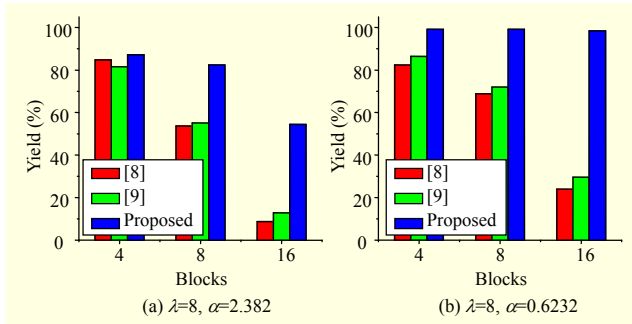 100
80
60
40
20
0
Yield (%)
[8]
[9]
Proposed
4 8 16
Blocks
(a) λ=8, α=2.382
100
80
60
40
20
0
Yield (%)
[8]
[9]
Proposed
4 8 16
Blocks
(b) λ=8, α=0.6232